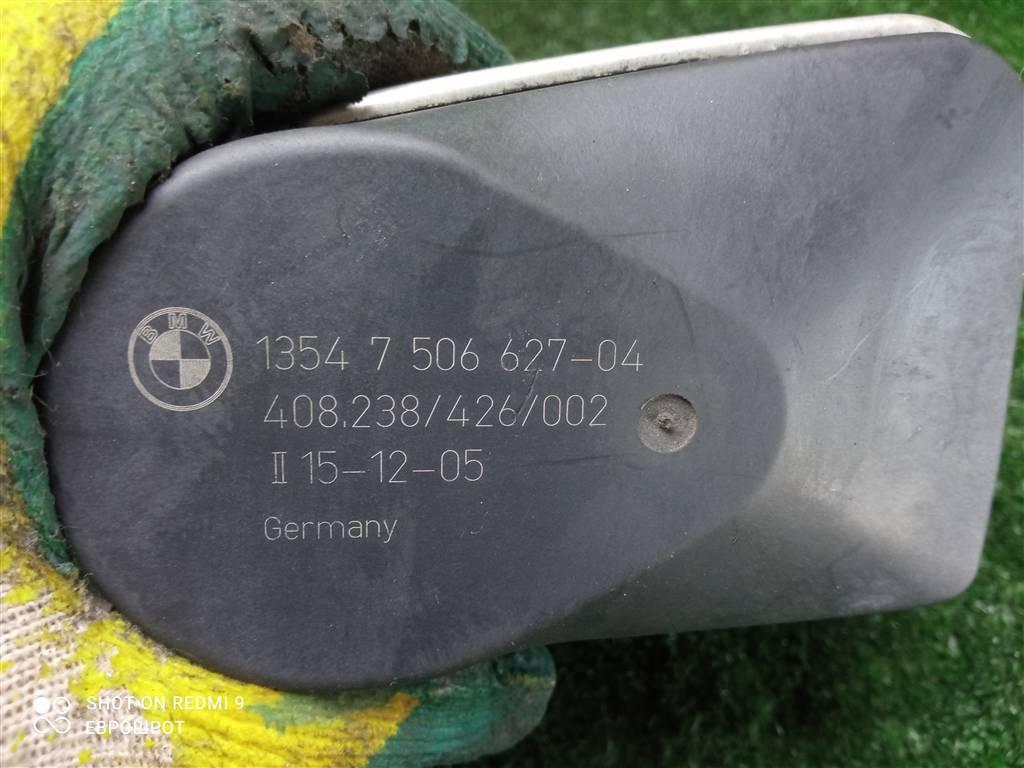 BMW
1354 7 506 627-04
408.238/426/002
II 15-12-05
Germany
SHOT ON REDMI 9
ЕВРОШРОТ